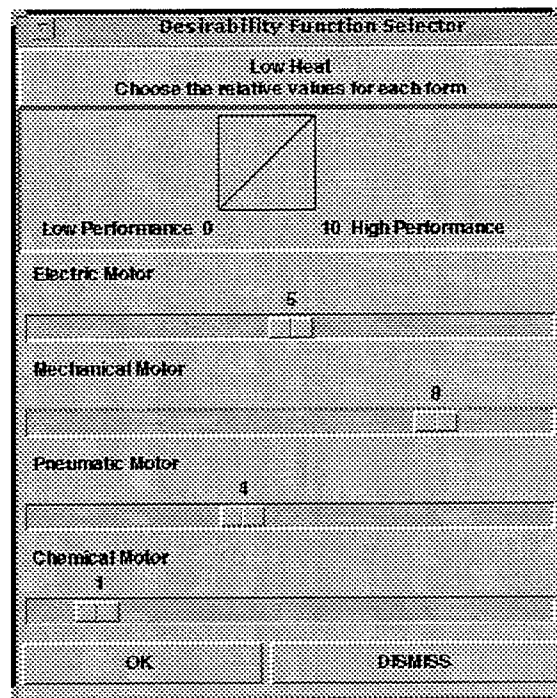 Desirability Function Selector
Low Heat
Choose the relative values for each form
Low Performance 0 10 High Performance
Electric Motor
5
Mechanical Motor
8
Pneumatic Motor
4
Chemical Motor
1
OK DISMISS